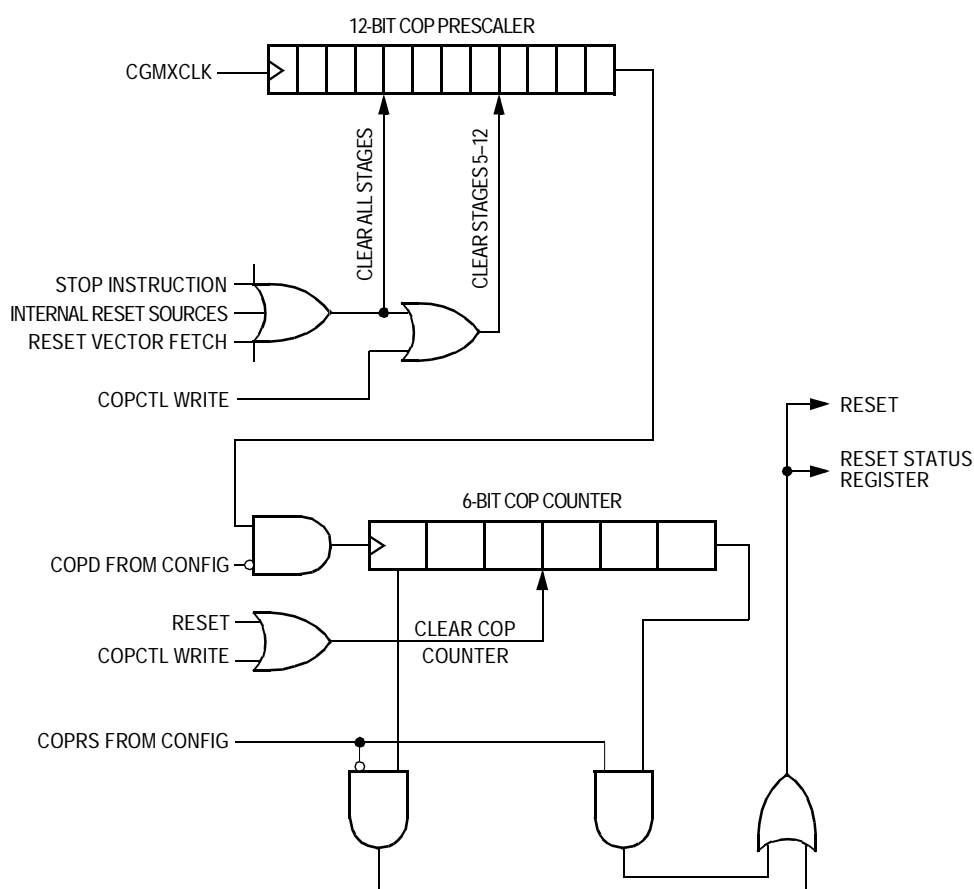 12-BIT COP PRESCALER
CGMXCLK
CLEAR ALL STAGES
CLEAR STAGES 5–12
STOP INSTRUCTION
INTERNAL RESET SOURCES
RESET VECTOR FETCH
COPCTL WRITE
RESET
RESET STATUS
REGISTER
6-BIT COP COUNTER
COPD FROM CONFIG
RESET
COPCTL WRITE
CLEAR COP
COUNTER
COPRS FROM CONFIG